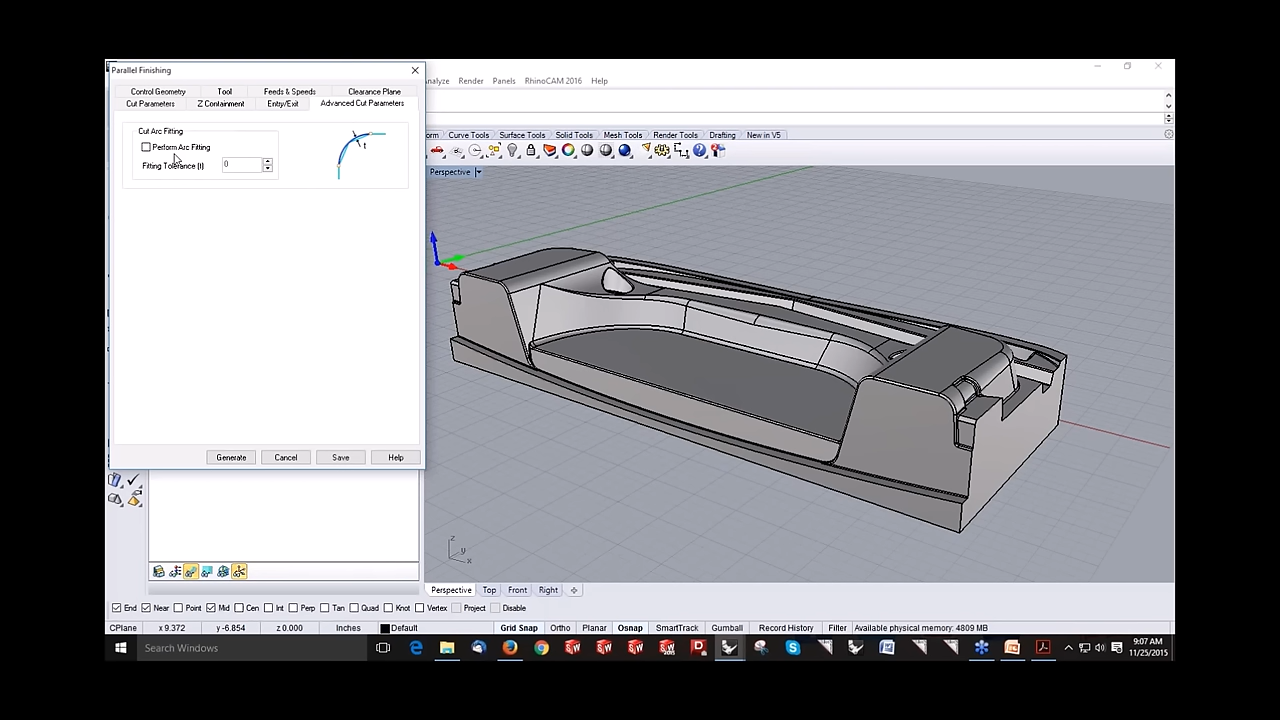 Parallel Finishing
Control Geometry Tool Feeds & Speeds Clearance Plane
Cut Parameters Z Containment Entry/Exit Advanced Cut Parameters
Cut Arc Fitting
Perform Arc Fitting
Fitting Tolerance (t) 0
t
Generate Cancel Save Help
Analyze Render Panels RhinoCAM 2016 Help
Curve Tools Surface Tools Solid Tools Mesh Tools Render Tools Drafting New in V5
Perspective
z
y
x
Perspective Top Front Right
End Near Point Mid Cen Int Perp Tan Quad Knot Vertex Project Disable
CPlane x 9.372 y -6.854 z 0.000 Inches Default Grid Snap Ortho Planar Osnap SmartTrack Gumball Record History Filter Available physical memory: 4809 MB
Search Windows
9:07 AM
11/25/2015